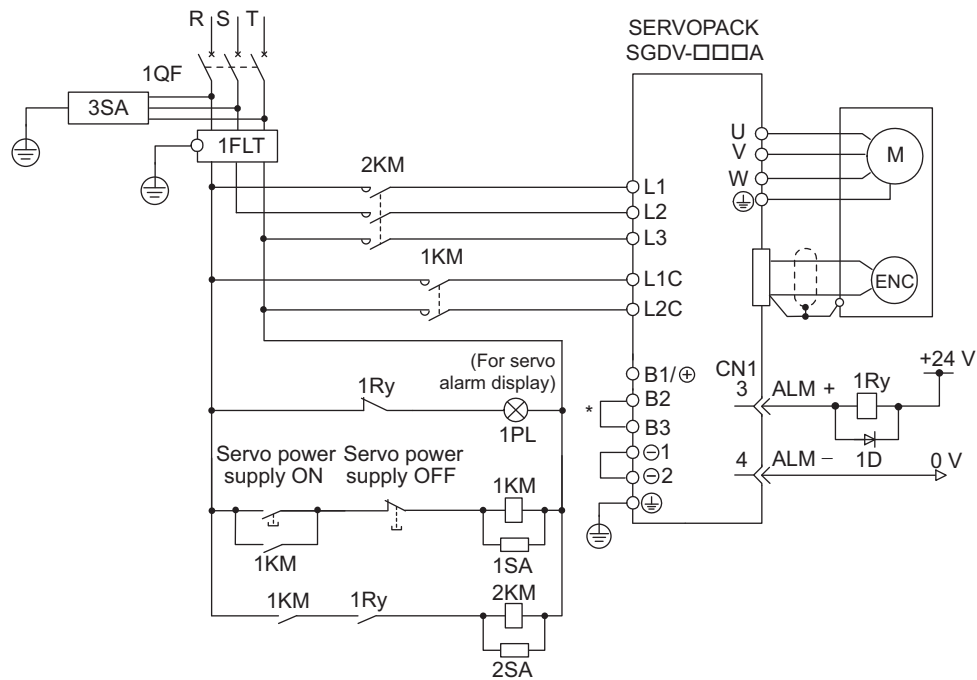 R S T
SERVOPACK
SGDV-□□□A
1QF
3SA
1FLT
2KM
U
V
W
M
L1
L2
L3
1KM
L1C
L2C
ENC
(For servo
alarm display)
1Ry
1PL
B1/⊕
B2
*
B3
⊖1
⊖2
CN1
3 ALM +
1Ry
+24 V
1D
4 ALM −
0 V
Servo power
supply ON
Servo power
supply OFF
1KM
1KM
1SA
1KM
1Ry
2KM
2SA